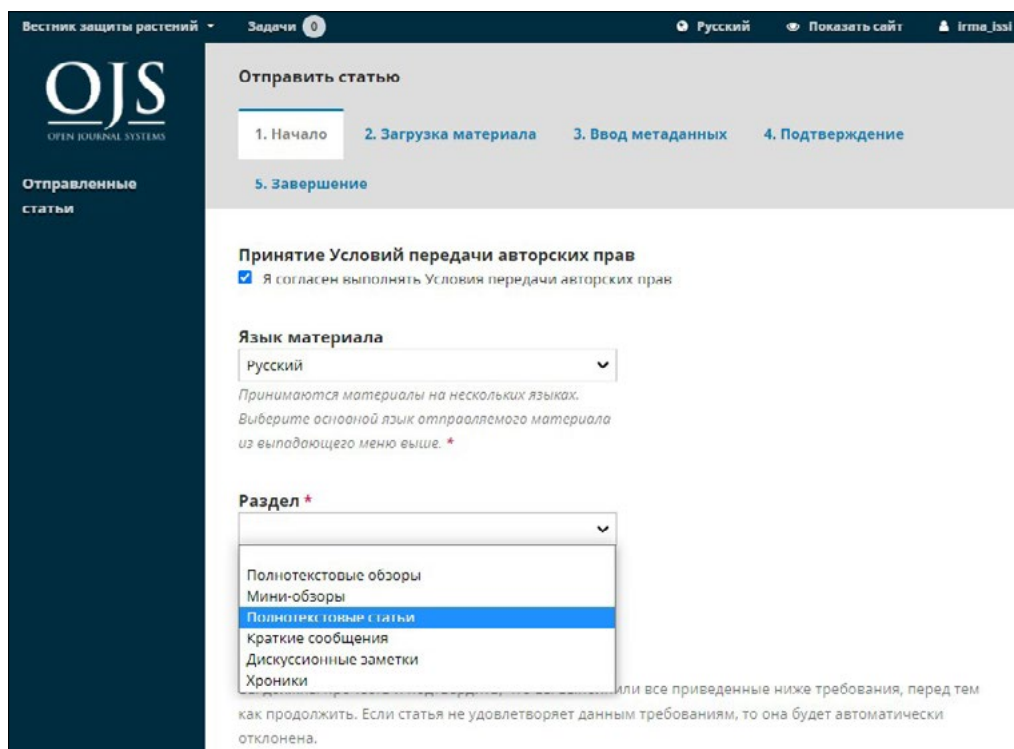 Вестник защиты растений
Задачи 0
Русский
Показать сайт
irma_issi
OJS
OPEN JOURNAL SYSTEMS
Отправленные
статьи
Отправить статью
1. Начало 2. Загрузка материала 3. Ввод метаданных 4. Подтверждение
5. Завершение
Принятие Условий передачи авторских прав
Я согласен выполнять Условия передачи авторских прав
Язык материала
Русский
Принимаются материалы на нескольких языках.
Выберите основной язык отправляемого материала
из выпадающего меню выше. *
Раздел *
Полнотекстовые обзоры
Мини-обзоры
Полнотекстовые статьи
Краткие сообщения
Дискуссионные заметки
Хроники
все приведенные ниже требования, перед тем
как продолжить. Если статья не удовлетворяет данным требованиям, то она будет автоматически
отклонена.